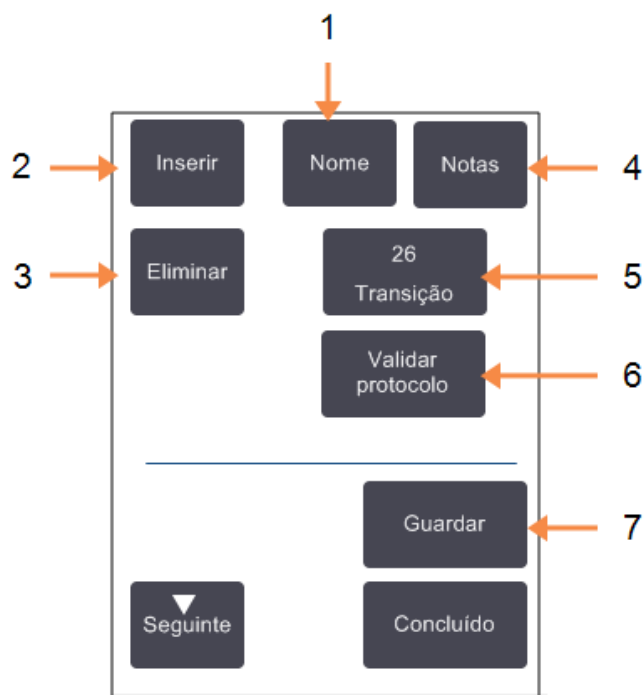 1
2
Inserir
Nome
Notas
4
3
Eliminar
26
Transição
5
Validar
protocolo
6
Guardar
7
Seguinte
Concluído